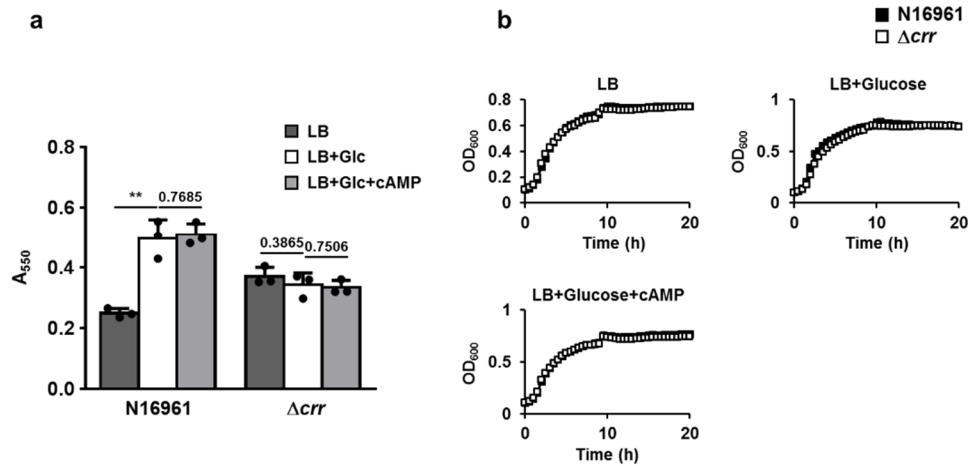 a
LB
LB+Glc
LB+Glc+cAMP
0.8
0.6
0.4
0.2
0.0
A550
** 0.7685
0.3865 0.7506
N16961 Δcrr
b
N16961
Δcrr
LB
OD600
0.8
0.6
0.4
0.2
0
0 10 20
Time (h)
LB+Glucose
OD600
1
0.5
0
0 10 20
Time (h)
LB+Glucose+cAMP
OD600
1
0.5
0
0 10 20
Time (h)